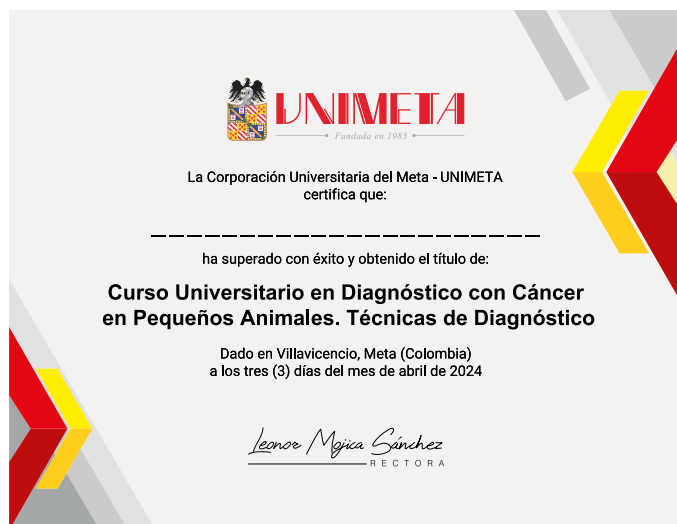 UNIMETA
Fundada en 1985
La Corporación Universitaria del Meta - UNIMETA
certifica que:
ha superado con éxito y obtenido el título de:
Curso Universitario en Diagnóstico con Cáncer
en Pequeños Animales. Técnicas de Diagnóstico
Dado en Villavicencio, Meta (Colombia)
a los tres (3) días del mes de abril de 2024
Leonor Mojica Sánchez
RECTORA